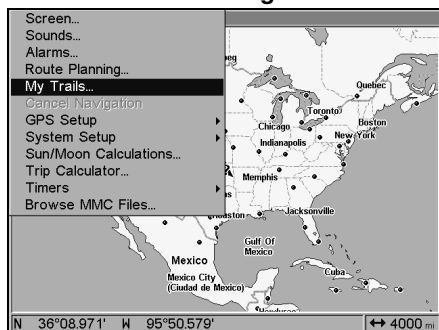 Screen...
Sounds...
Alarms...
Route Planning...
My Trails...
Cancel Navigation
GPS Setup
System Setup
Sun/Moon Calculations...
Trip Calculator...
Timers
Browse MMC Files...
Quebec
Toronto
Boston
Chicago
New York
Indianapolis
Memphis
Jacksonville
Gulf Of
Mexico
Mexico
Mexico City
(Ciudad de Mexico)
Cuba
N 36°08.971' W 95°50.579'
↔ 4000 mi